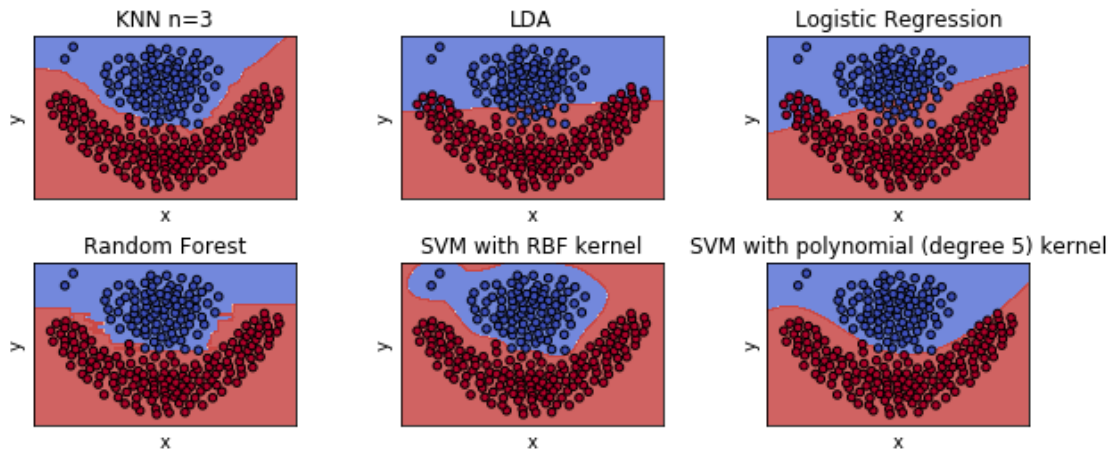 KNN n=3
LDA
Logistic Regression
y
y
y
x
x
x
Random Forest
SVM with RBF kernel
SVM with polynomial (degree 5) kernel
y
y
y
x
x
x